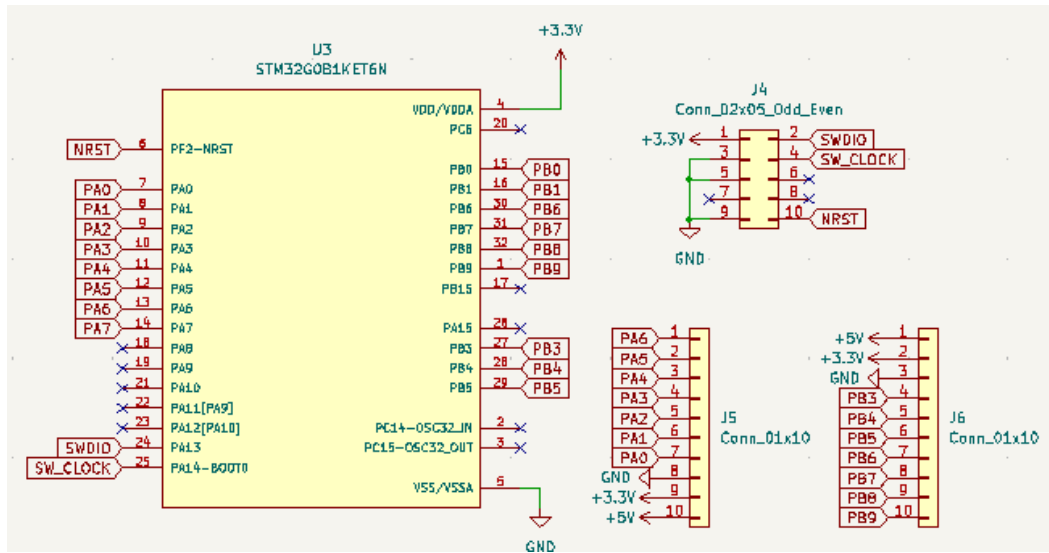 +3.3V
U3
STM32G0B1KET6N
VDD/VDDA 4
PC6 20
NRST 6 PF2-NRST
PB0 15 PB0
PA0 7 PA0
PB1 16 PB1
PA1 8 PA1
PB6 30 PB6
PA2 9 PA2
PB7 31 PB7
PA3 10 PA3
PB8 32 PB8
PA4 11 PA4
PB9 1 PB9
PA5 12 PA5
PB15 17
PA6 13 PA6
PA7 14 PA7
PA15 26
18 PA8
PB3 27 PB3
19 PA9
PB4 28 PB4
21 PA10
PB5 29 PB5
22 PA11[PA9]
23 PA12[PA10]
PC14-OSC32_IN 2
SWDIO 24 PA13
PC15-OSC32_OUT 3
SW_CLOCK 25 PA14-BOOT0
VSS/VSSA 5
GND
J4
Conn_02x05_Odd_Even
+3.3V 1 2 SWDIO
3 4 SW_CLOCK
5 6
7 8
9 10 NRST
GND
PA6 1
PA5 2
PA4 3
PA3 4
PA2 5
PA1 6
PA0 7
GND 8
+3.3V 9
+5V 10
J5
Conn_01x10
+5V 1
+3.3V 2
GND 3
PB3 4
PB4 5
PB5 6
PB6 7
PB7 8
PB8 9
PB9 10
J6
Conn_01x10